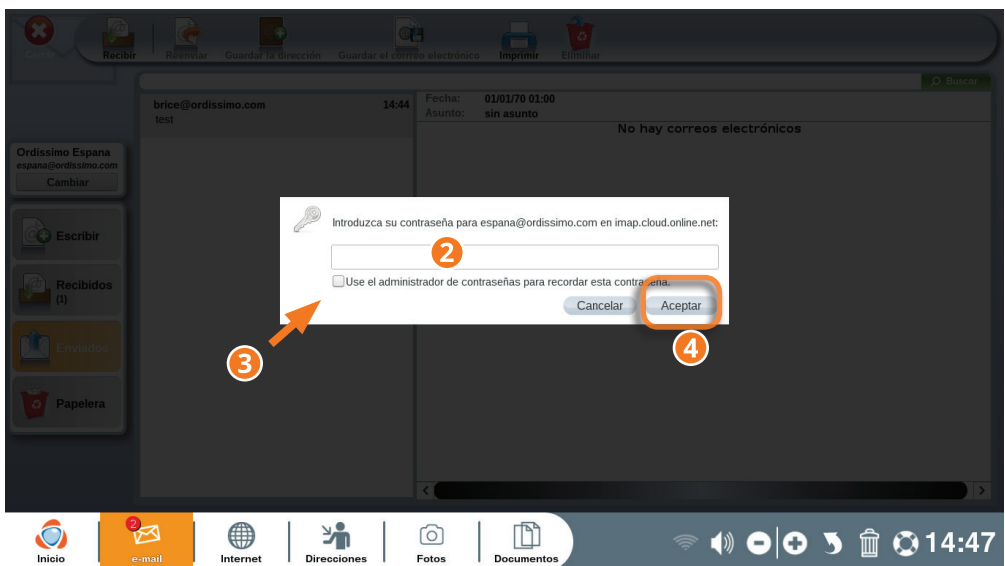 Recibir
Reenviar
Guardar la dirección
Guardar el correo electrónico
Imprimir
Eliminar
Buscar
brice@ordissimo.com
14:44
test
Fecha: 01/01/70 01:00
Asunto: sin asunto
No hay correos electrónicos
Ordissimo Espana
espana@ordissimo.com
Cambiar
Escribir
Recibidos
(1)
Enviados
Papelera
Introduzca su contraseña para espana@ordissimo.com en imap.cloud.online.net:
2
Use el administrador de contraseñas para recordar esta contraseña.
Cancelar
Aceptar
3
4
2
Inicio
e-mail
Internet
Direcciones
Fotos
Documentos
14:47